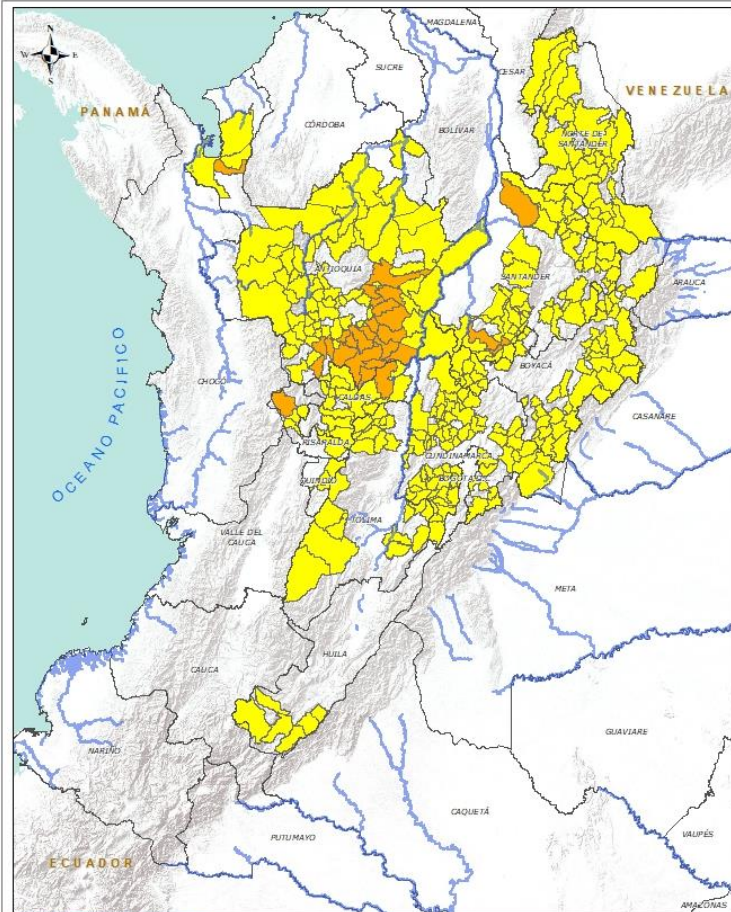 N
W E
S
MAGDALENA
SUCRE
CESAR
VENEZUELA
PANAMÁ
CÓRDOBA
BOLÍVAR
NORTE DE
SANTANDER
ANTIOQUIA
SANTANDER
ARAUCA
OCEANO PACIFICO
CHOCÓ
BOYACÁ
CALDAS
CASANARE
RISARALDA
CUNDINAMARCA
QUINDIO
BOGOTÁ
TOLIMA
VALLE DEL
CAUCA
META
HUILA
CAUCA
GUAVIARE
NARIÑO
CAQUETÁ
PUTUMAYO
VAUPÉS
ECUADOR
AMAZONAS